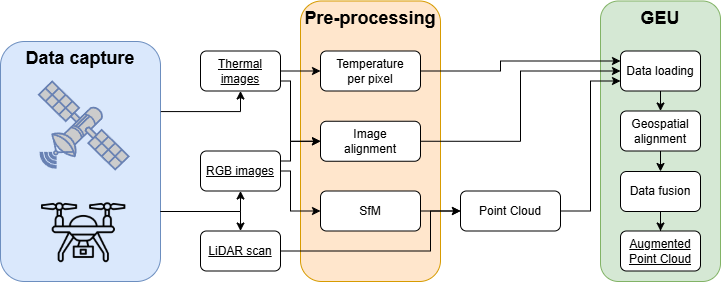 Data capture
Pre-processing
GEU
Thermal
images
Temperature
per pixel
Data loading
Image
alignment
Geospatial
alignment
RGB images
SfM
Point Cloud
Data fusion
LiDAR scan
Augmented
Point Cloud